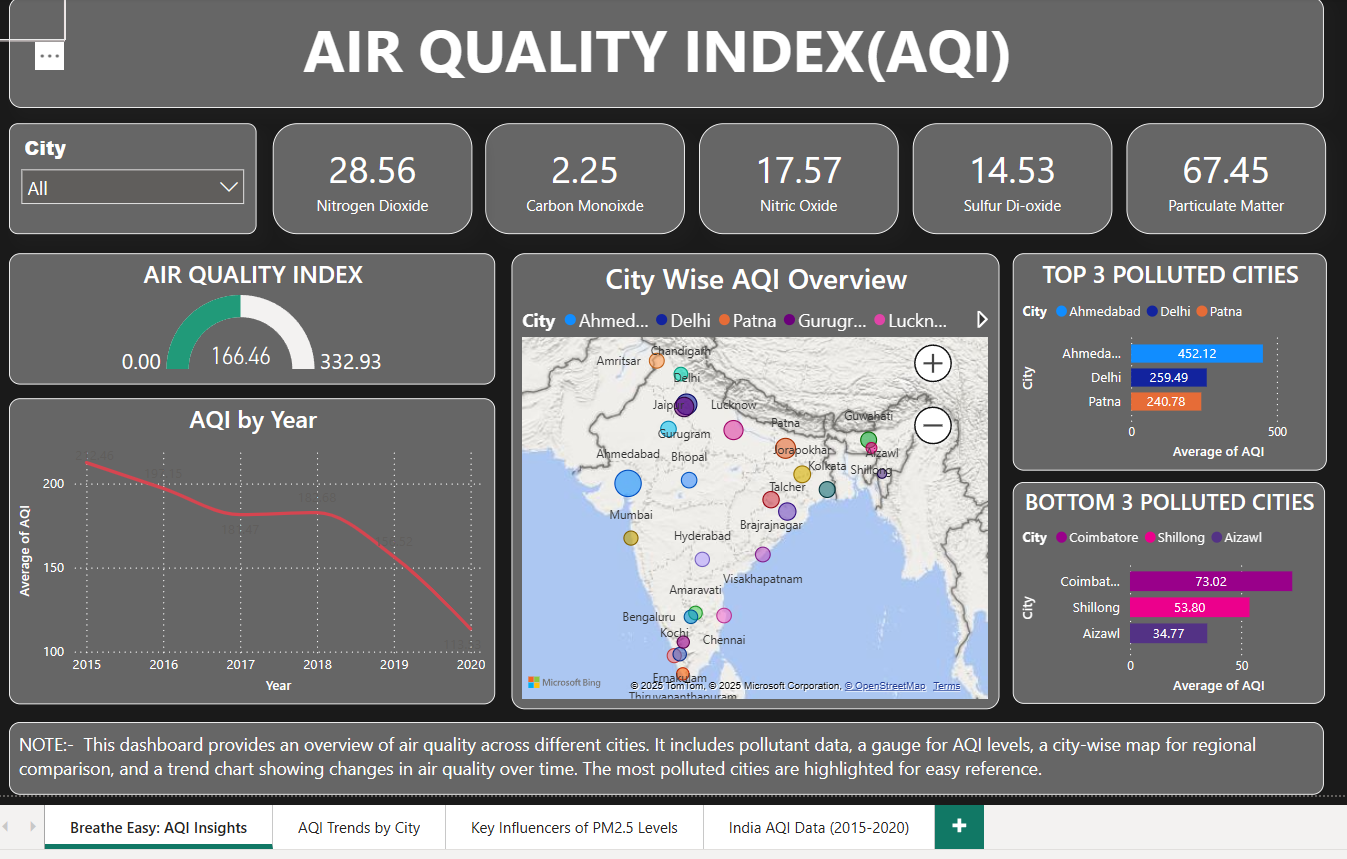 AIR QUALITY INDEX(AQI)
City
All
28.56
Nitrogen Dioxide
2.25
Carbon Monoixde
17.57
Nitric Oxide
14.53
Sulfur Di-oxide
67.45
Particulate Matter
AIR QUALITY INDEX
0.00
166.46
332.93
AQI by Year
Average of AQI
200
150
100
2015
2016
2017
2018
2019
2020
Year
City Wise AQI Overview
City Ahmed... Delhi Patna Gurugr... Luckn...
Chandigarh
Amritsar
Delhi
Jaipur
Lucknow
Guwahati
Patna
Gurugram
Jorapokhar
Aizawl
Ahmedabad
Bhopal
Kolkata
Shillong
Talcher
Mumbai
Brajrajnagar
Hyderabad
Visakhapatnam
Amaravati
Bengaluru
Kochi
Chennai
Ernakulam
Thiruvananthapuram
Microsoft Bing
© 2025 TomTom, © 2025 Microsoft Corporation, © OpenStreetMap Terms
TOP 3 POLLUTED CITIES
City Ahmedabad Delhi Patna
City
Ahmeda...
452.12
Delhi
259.49
Patna
240.78
0
500
Average of AQI
BOTTOM 3 POLLUTED CITIES
City Coimbatore Shillong Aizawl
City
Coimbat...
73.02
Shillong
53.80
Aizawl
34.77
0
50
Average of AQI
NOTE:- This dashboard provides an overview of air quality across different cities. It includes pollutant data, a gauge for AQI levels, a city-wise map for regional
comparison, and a trend chart showing changes in air quality over time. The most polluted cities are highlighted for easy reference.
Breathe Easy: AQI Insights
AQI Trends by City
Key Influencers of PM2.5 Levels
India AQI Data (2015-2020)